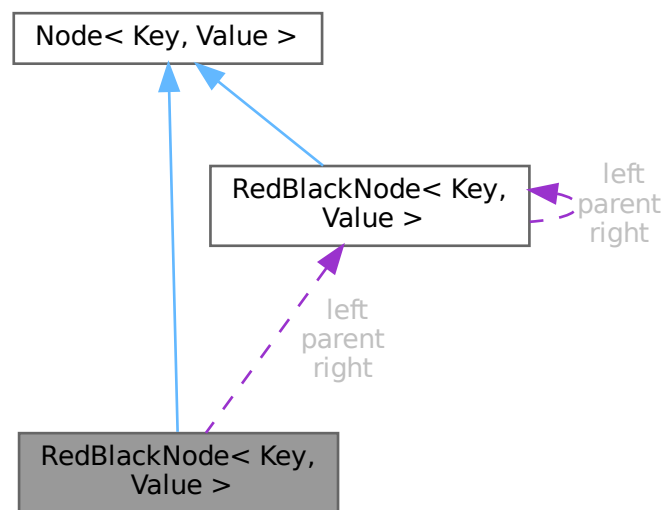 Node< Key, Value >
RedBlackNode< Key,
Value >
left
parent
right
left
parent
right
RedBlackNode< Key,
Value >